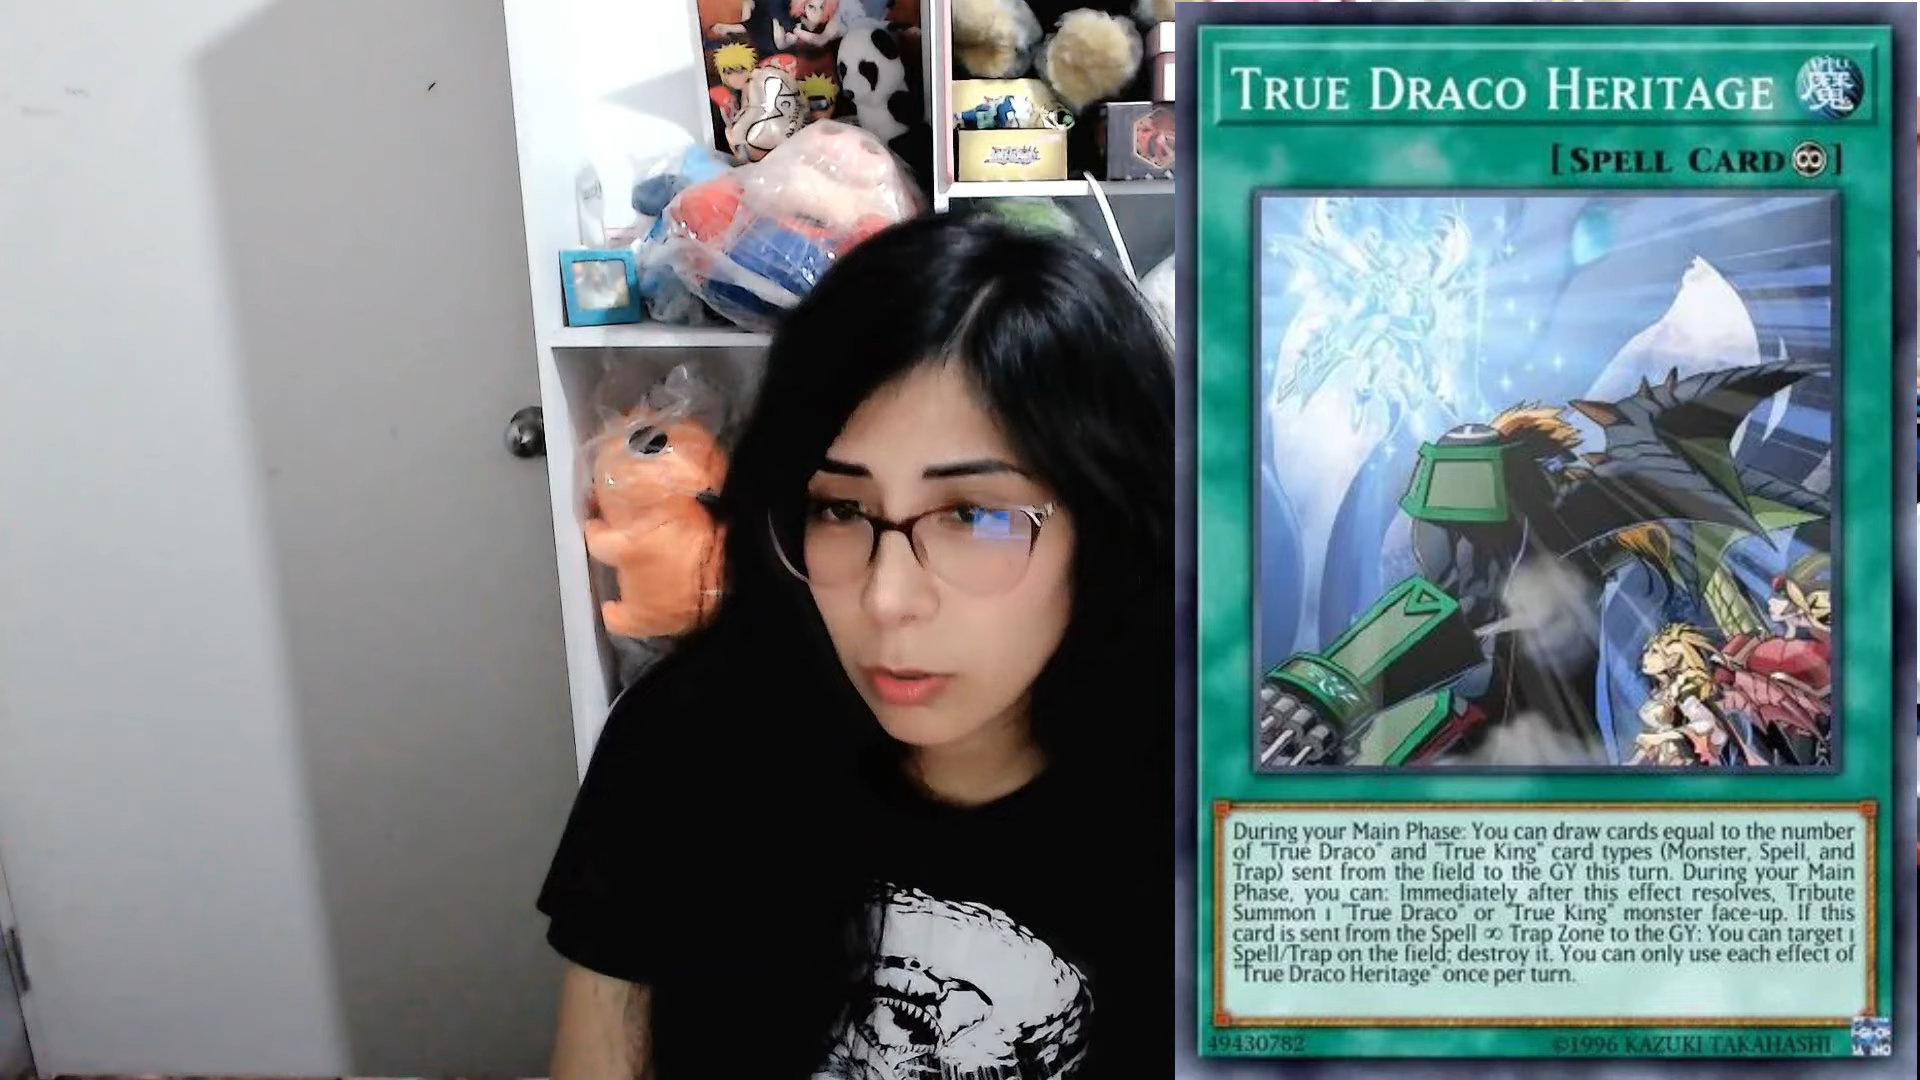 TRUE DRACO HERITAGE
魔
[SPELL CARD ∞]
During your Main Phase: You can draw cards equal to the number
of "True Draco" and "True King" card types (Monster, Spell, and
Trap) sent from the field to the GY this turn. During your Main
Phase, you can: Immediately after this effect resolves, Tribute
Summon 1 "True Draco" or "True King" monster face-up. If this
card is sent from the Spell ∞ Trap Zone to the GY: You can target 1
Spell/Trap on the field; destroy it. You can only use each effect of
"True Draco Heritage" once per turn.
49430782
©1996 KAZUKI TAKAHASHI